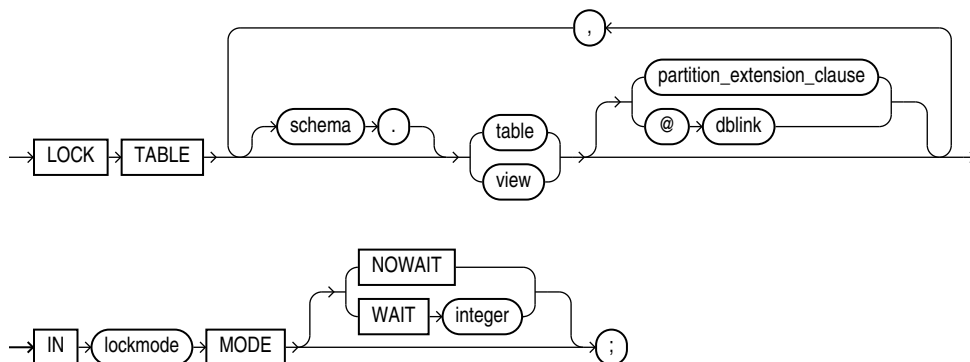 ,
partition_extension_clause
schema . table @ dblink
LOCK TABLE view
NOWAIT
WAIT integer
IN lockmode MODE ;